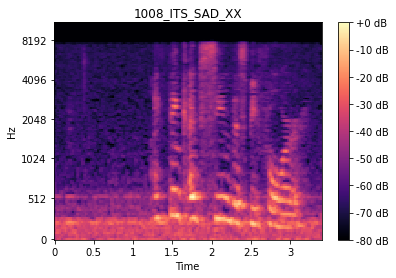 1008_ITS_SAD_XX
+0 dB
8192
-10 dB
4096
-20 dB
-30 dB
2048
-40 dB
Hz
1024
-50 dB
512
-60 dB
-70 dB
0
-80 dB
0 0.5 1 1.5 2 2.5 3
Time